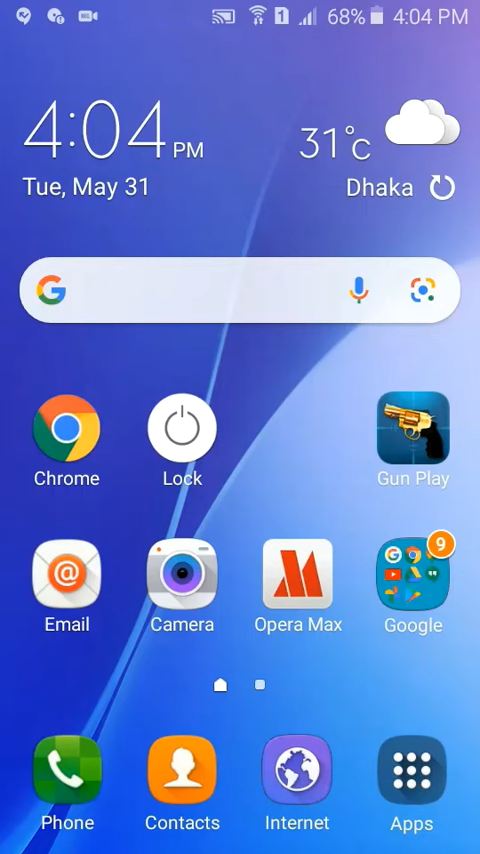 1 68% 4:04 PM
4:04 PM
31°c
Tue, May 31
Dhaka
Chrome
Lock
Gun Play
9
Email
Camera
Opera Max
Google
Phone
Contacts
Internet
Apps